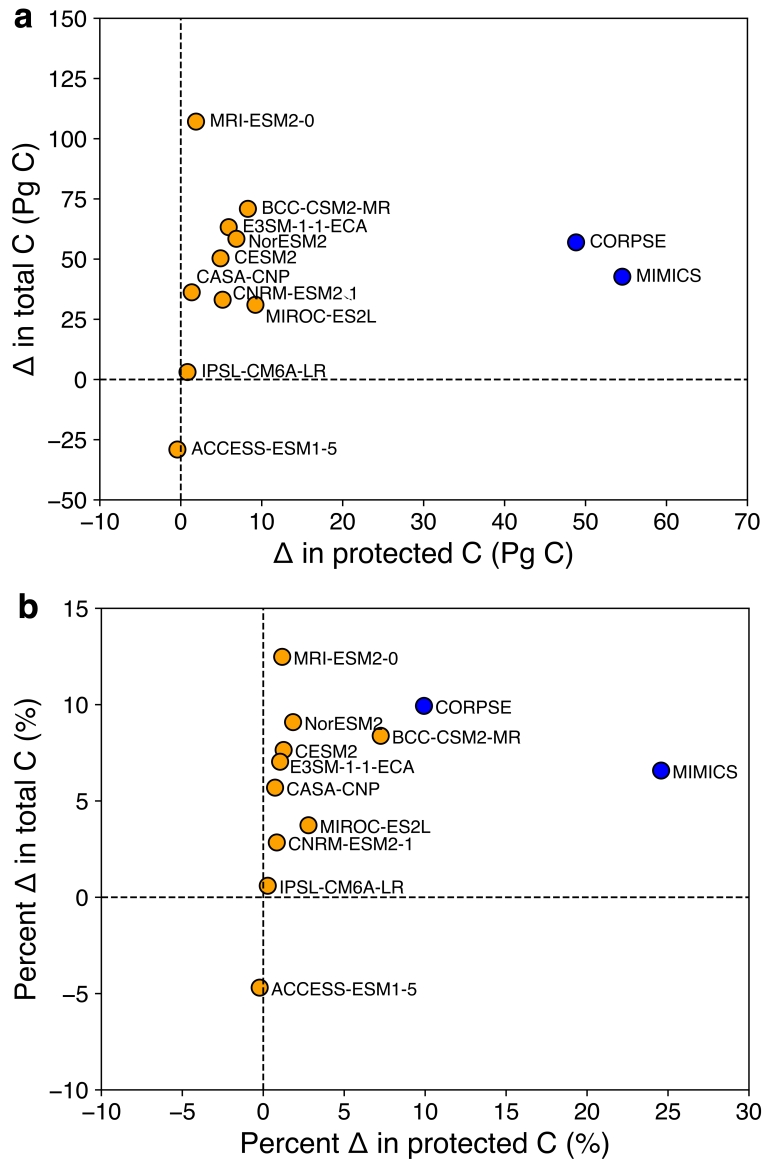 a
150
125
100
75
50
25
0
−25
−50
Δ in total C (Pg C)
MRI-ESM2-0
BCC-CSM2-MR
E3SM-1-1-ECA
NorESM2
CORPSE
CESM2
MIMICS
CASA-CNP
CNRM-ESM2-1
MIROC-ES2L
IPSL-CM6A-LR
ACCESS-ESM1-5
−10 0 10 20 30 40 50 60 70
Δ in protected C (Pg C)
b
15
10
5
0
−5
−10
Percent Δ in total C (%)
MRI-ESM2-0
CORPSE
NorESM2
BCC-CSM2-MR
CESM2
E3SM-1-1-ECA
MIMICS
CASA-CNP
MIROC-ES2L
CNRM-ESM2-1
IPSL-CM6A-LR
ACCESS-ESM1-5
−10 −5 0 5 10 15 20 25 30
Percent Δ in protected C (%)